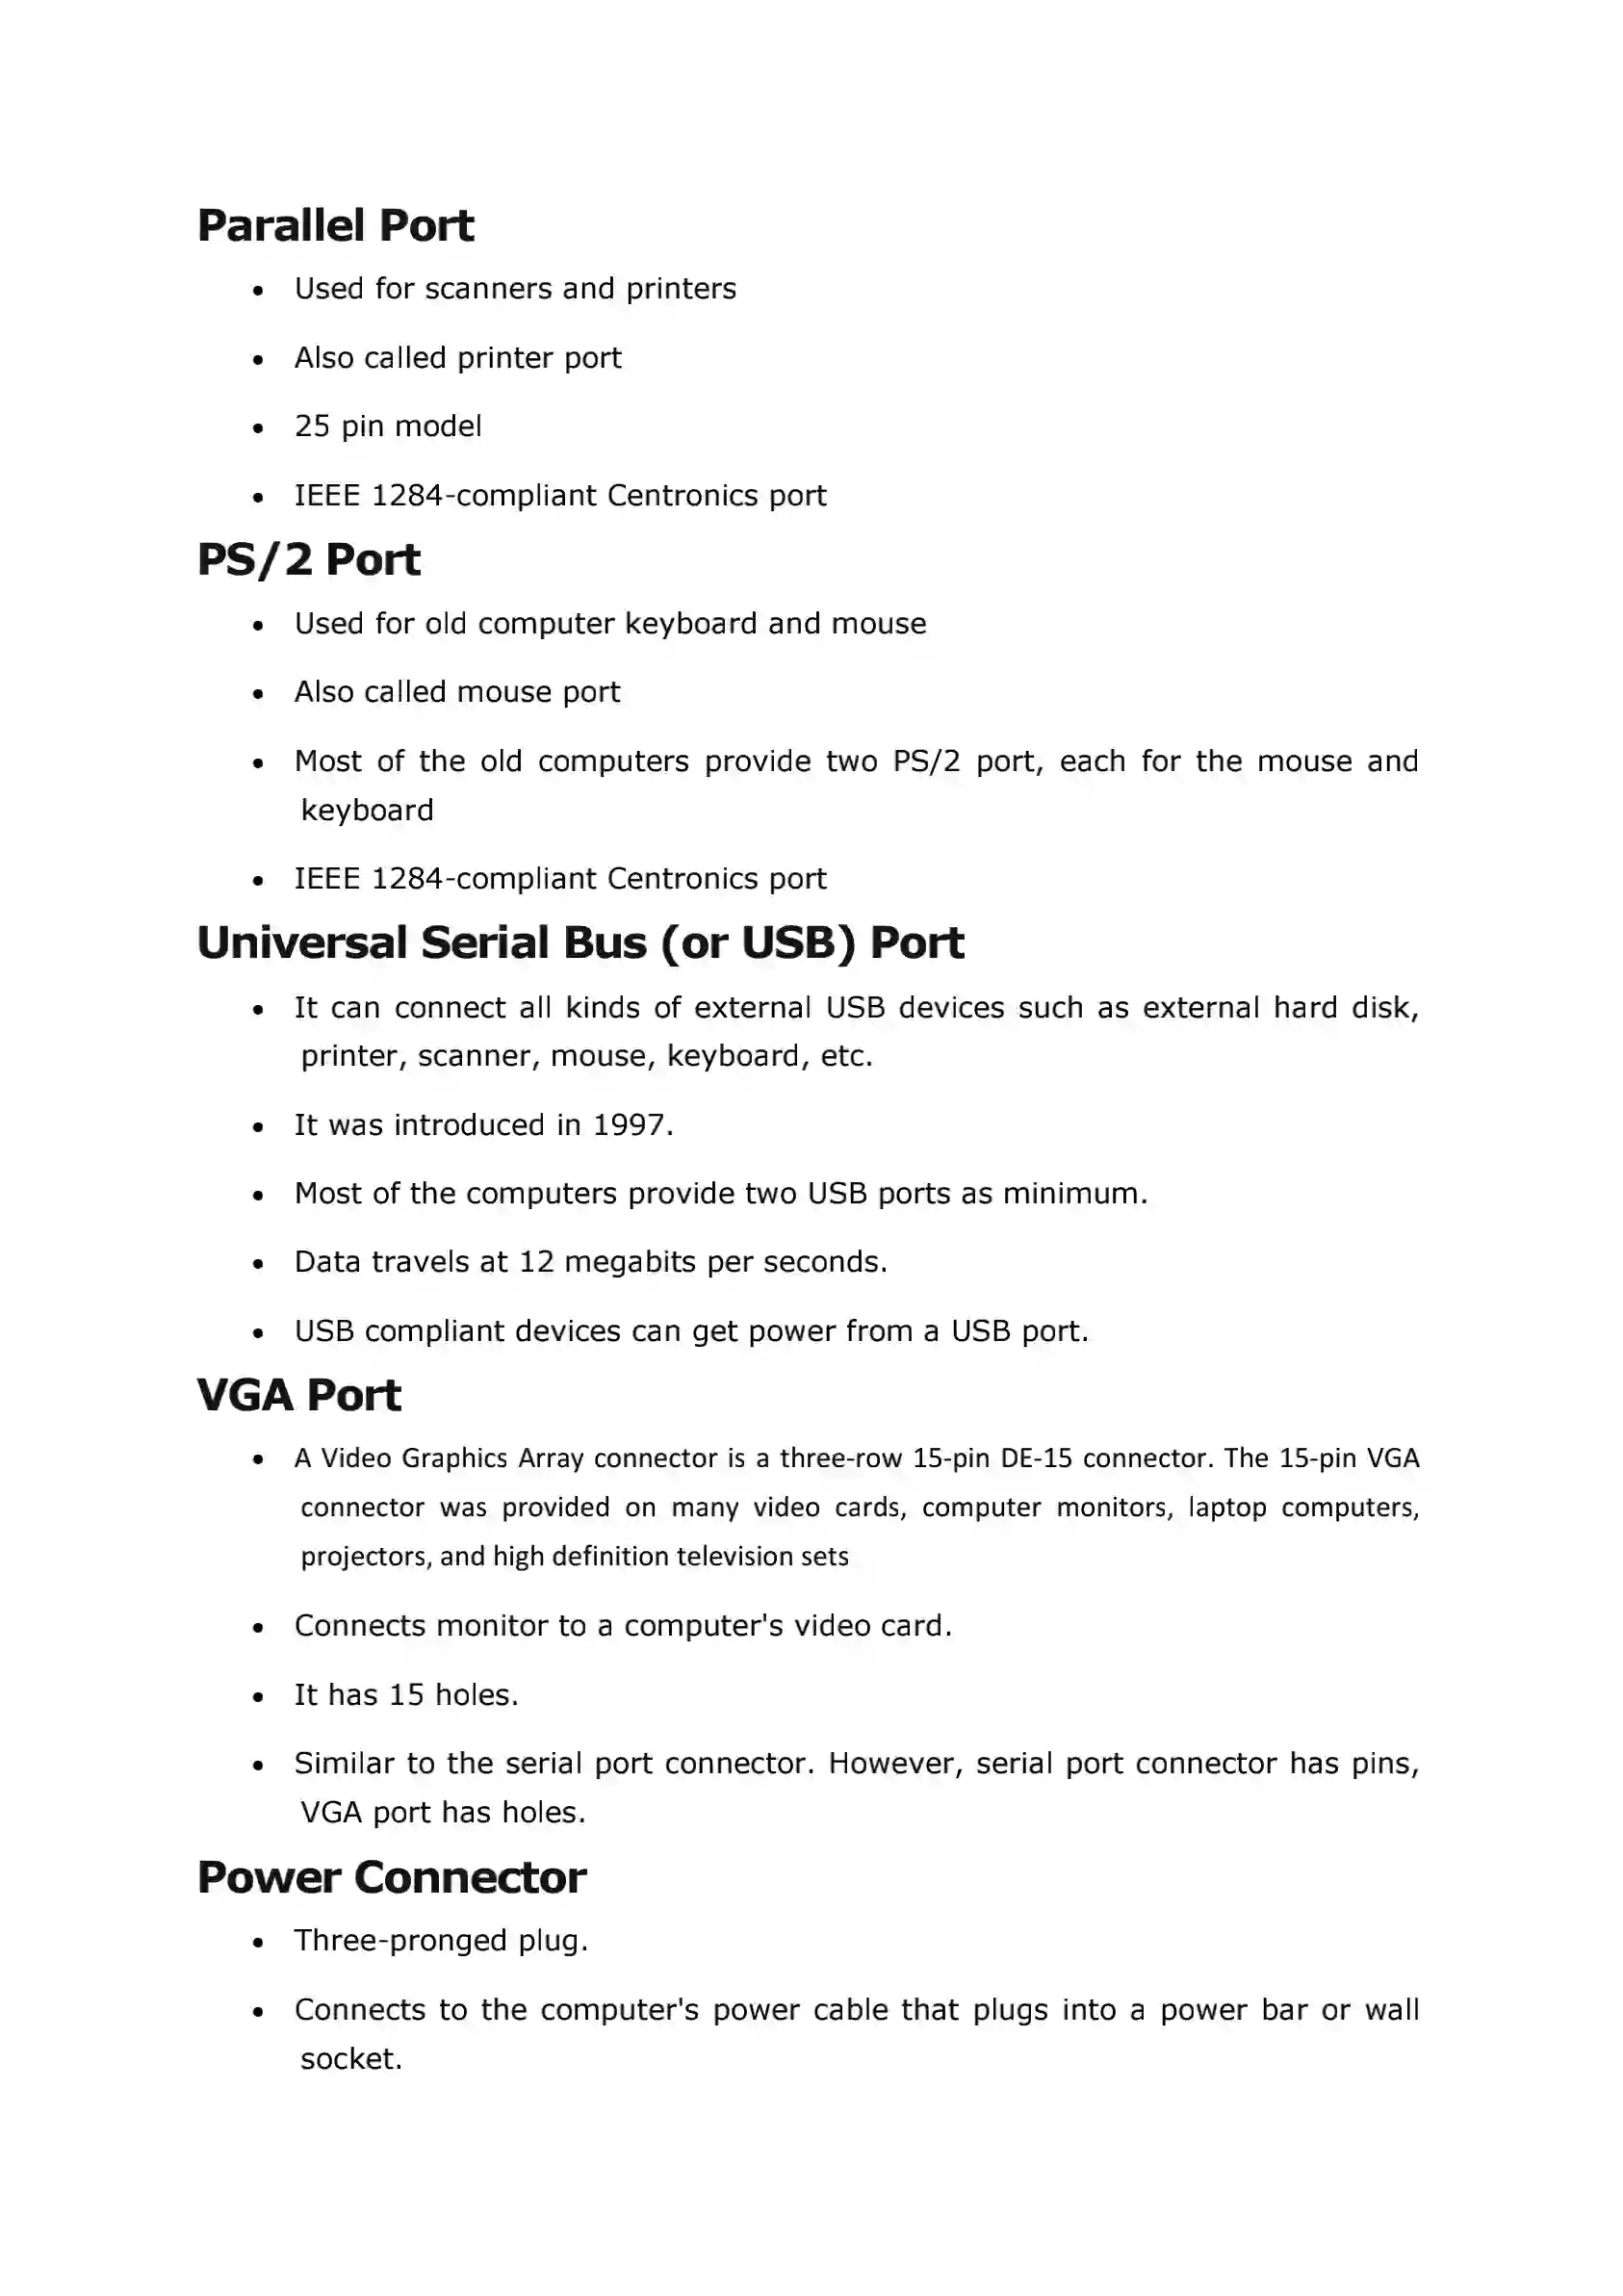 Parallel Port
• Used for scanners and printers
• Also called printer port
• 25 pin model
• IEEE 1284-compliant Centronics port
PS/2 Port
• Used for old computer keyboard and mouse
• Also called mouse port
• Most of the old computers provide two PS/2 port, each for the mouse and
keyboard
• IEEE 1284-compliant Centronics port
Universal Serial Bus (or USB) Port
• It can connect all kinds of external USB devices such as external hard disk,
printer, scanner, mouse, keyboard, etc.
• It was introduced in 1997.
• Most of the computers provide two USB ports as minimum.
• Data travels at 12 megabits per seconds.
• USB compliant devices can get power from a USB port.
VGA Port
• A Video Graphics Array connector is a three-row 15-pin DE-15 connector. The 15-pin VGA
connector was provided on many video cards, computer monitors, laptop computers,
projectors, and high definition television sets
• Connects monitor to a computer's video card.
• It has 15 holes.
• Similar to the serial port connector. However, serial port connector has pins,
VGA port has holes.
Power Connector
• Three-pronged plug.
• Connects to the computer's power cable that plugs into a power bar or wall
socket.